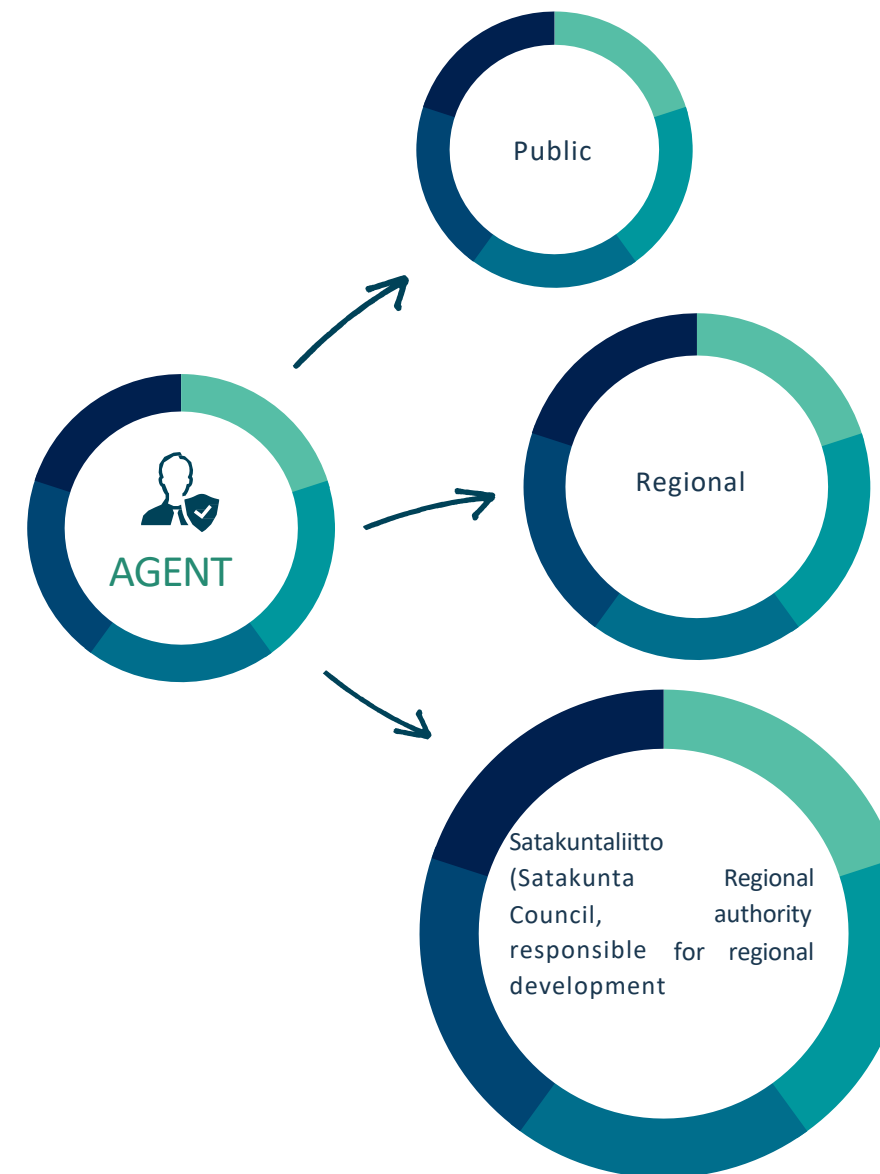 Public
Regional
AGENT
Satakuntaliitto
(Satakunta Regional
Council, authority
responsible for regional
development